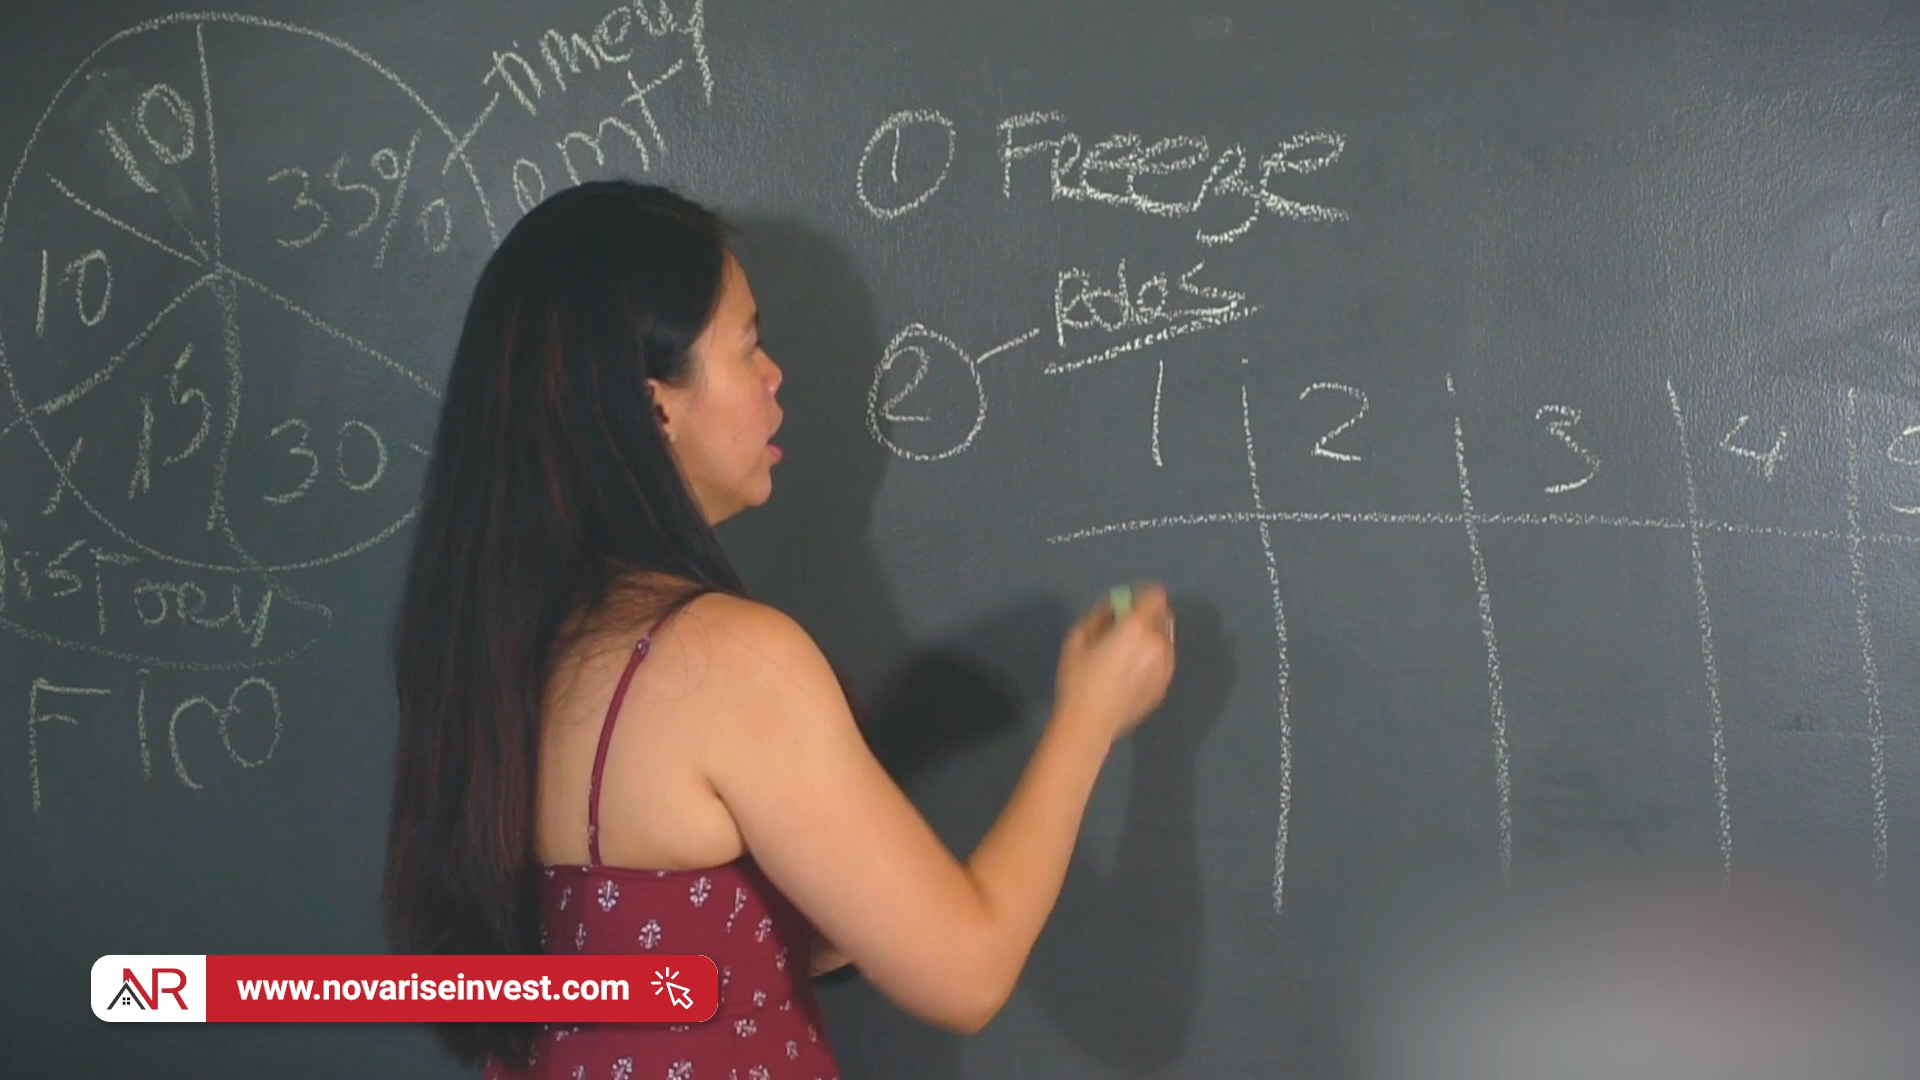 timely
pmt
10
35%
10
15
30
History
FICO
① Freeze
② Rules
1 2 3 4
NR
www.novariseinvest.com